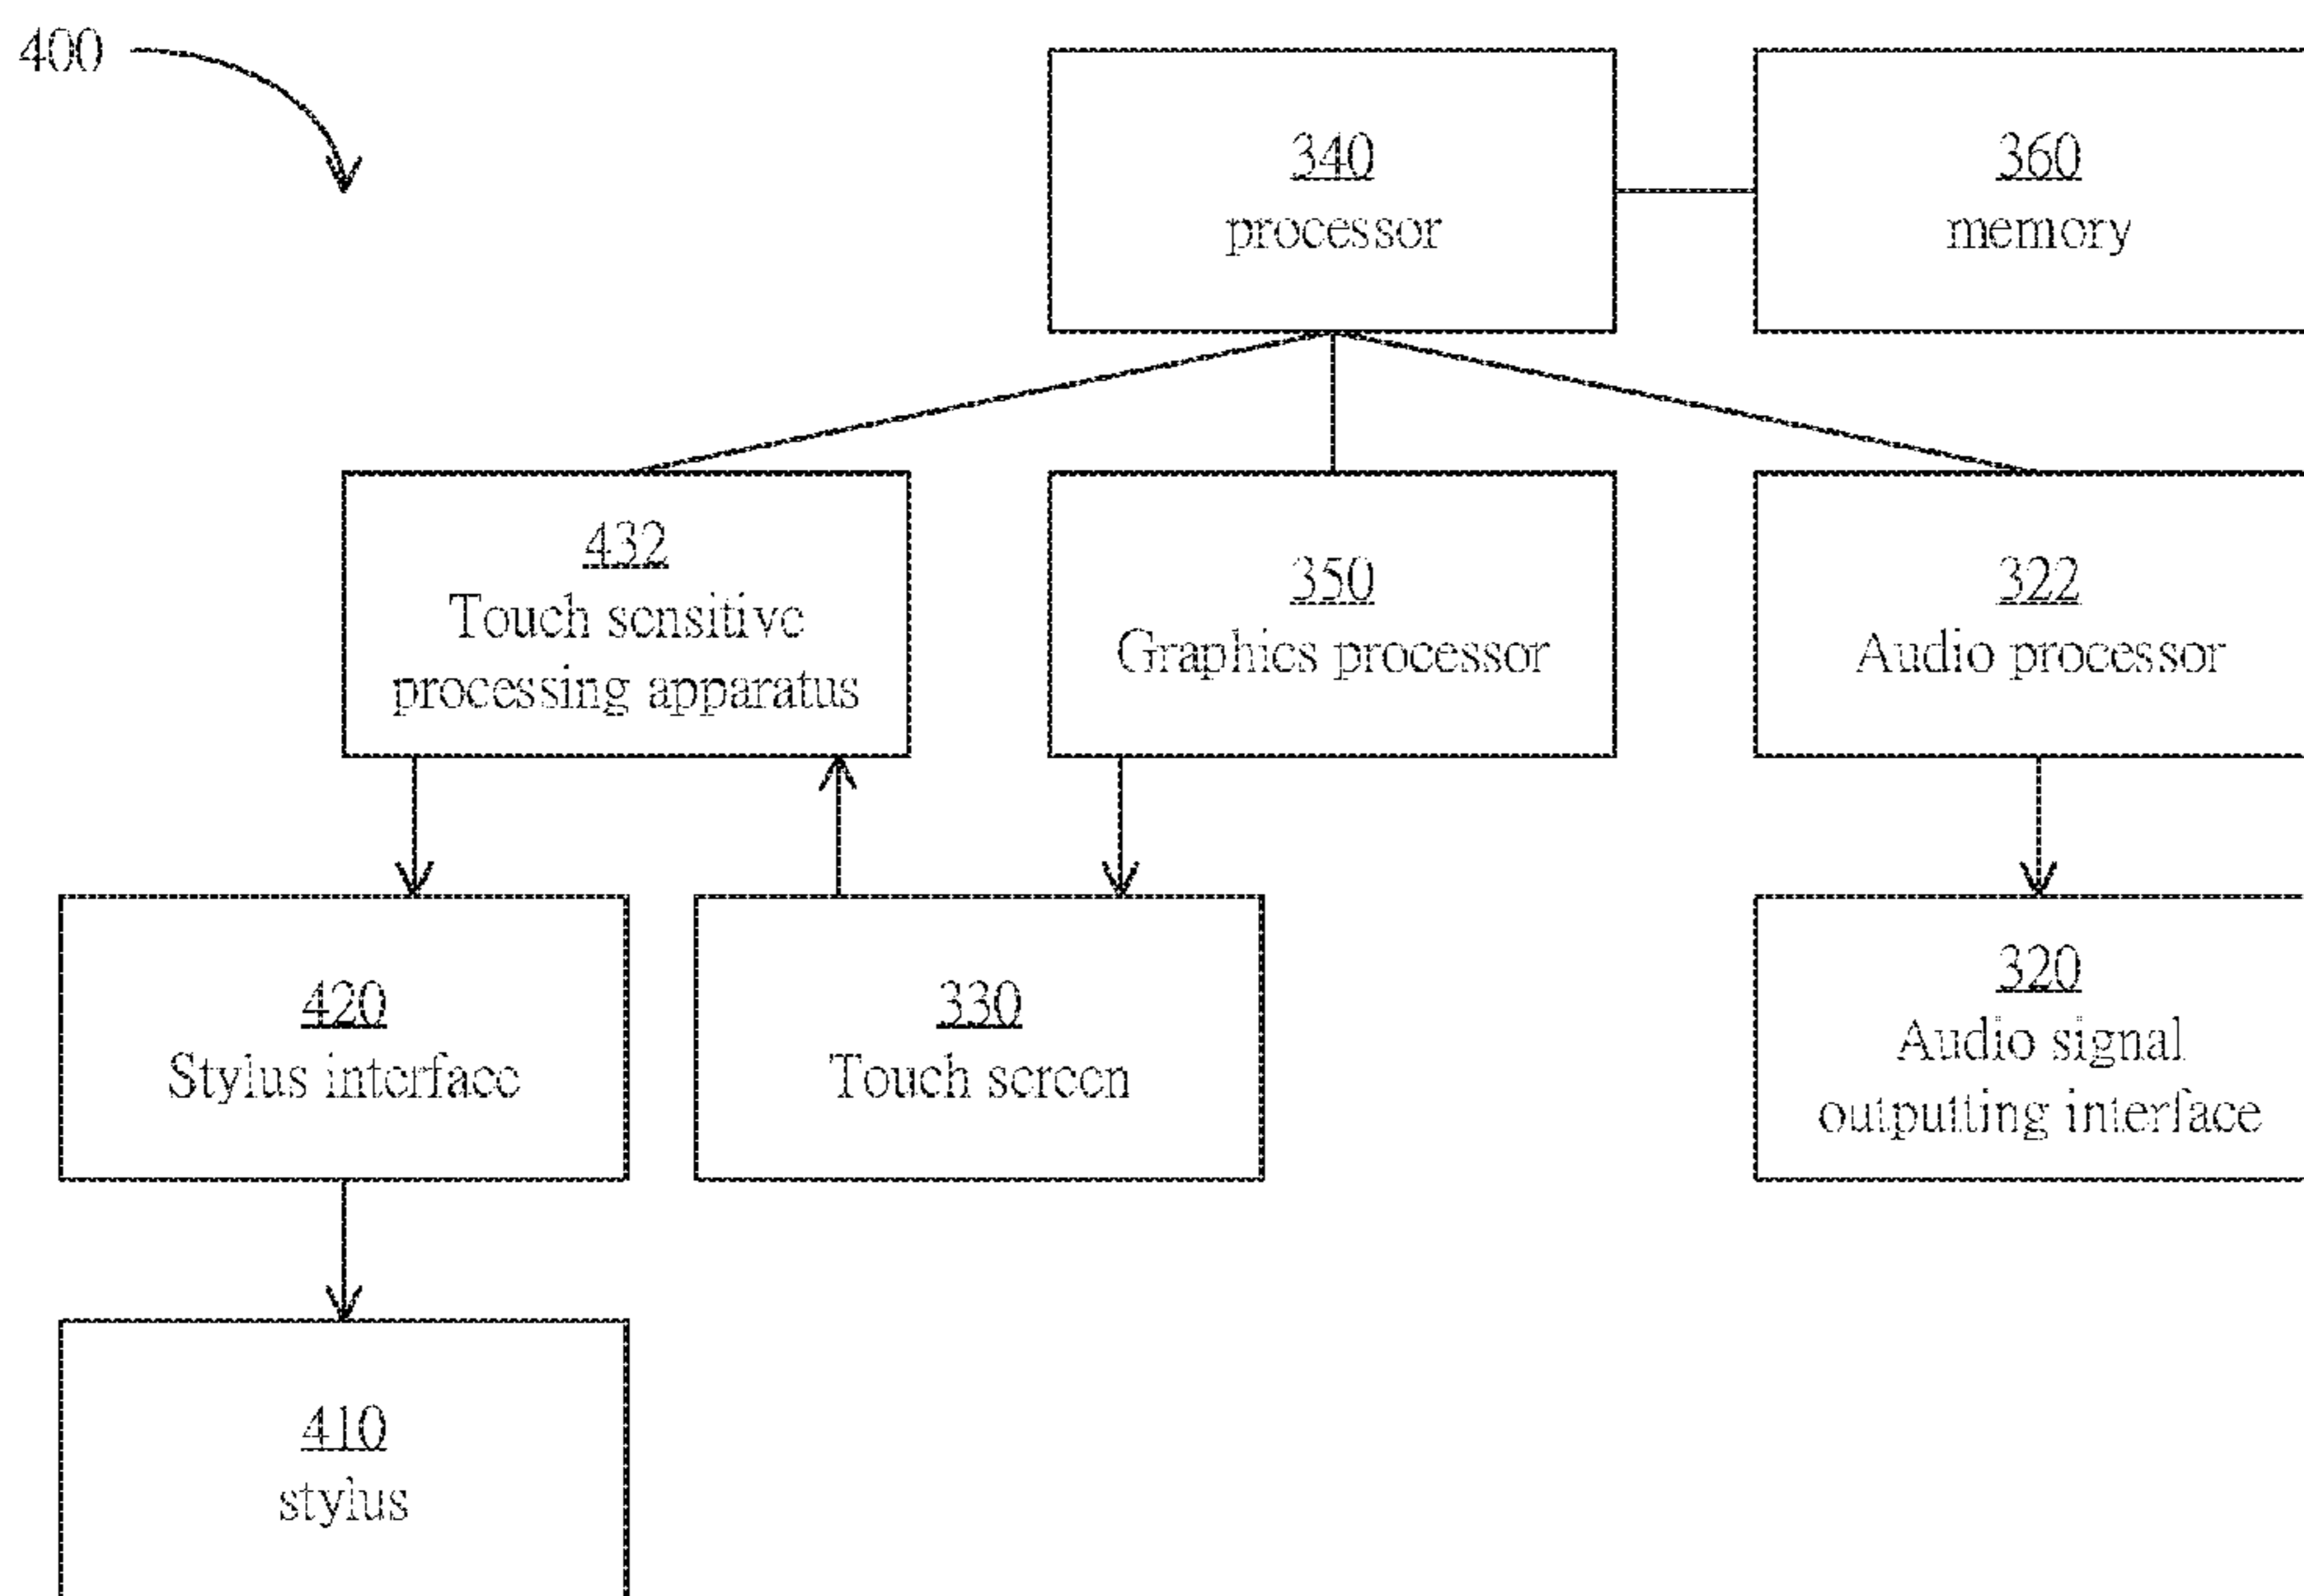 400
340
processor
360
memory
432
Touch sensitive
processing apparatus
350
Graphics processor
322
Audio processor
420
Stylus interface
330
Touch screen
320
Audio signal
outputting interface
410
stylus